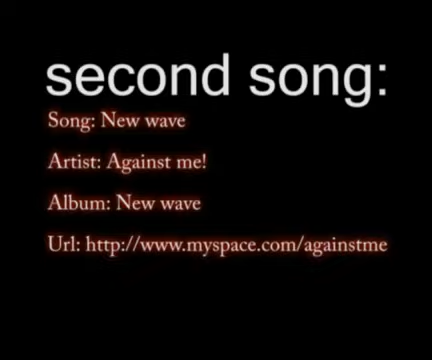 second song:
Song: New wave
Artist: Against me!
Album: New wave
Url: http://www.myspace.com/againstme